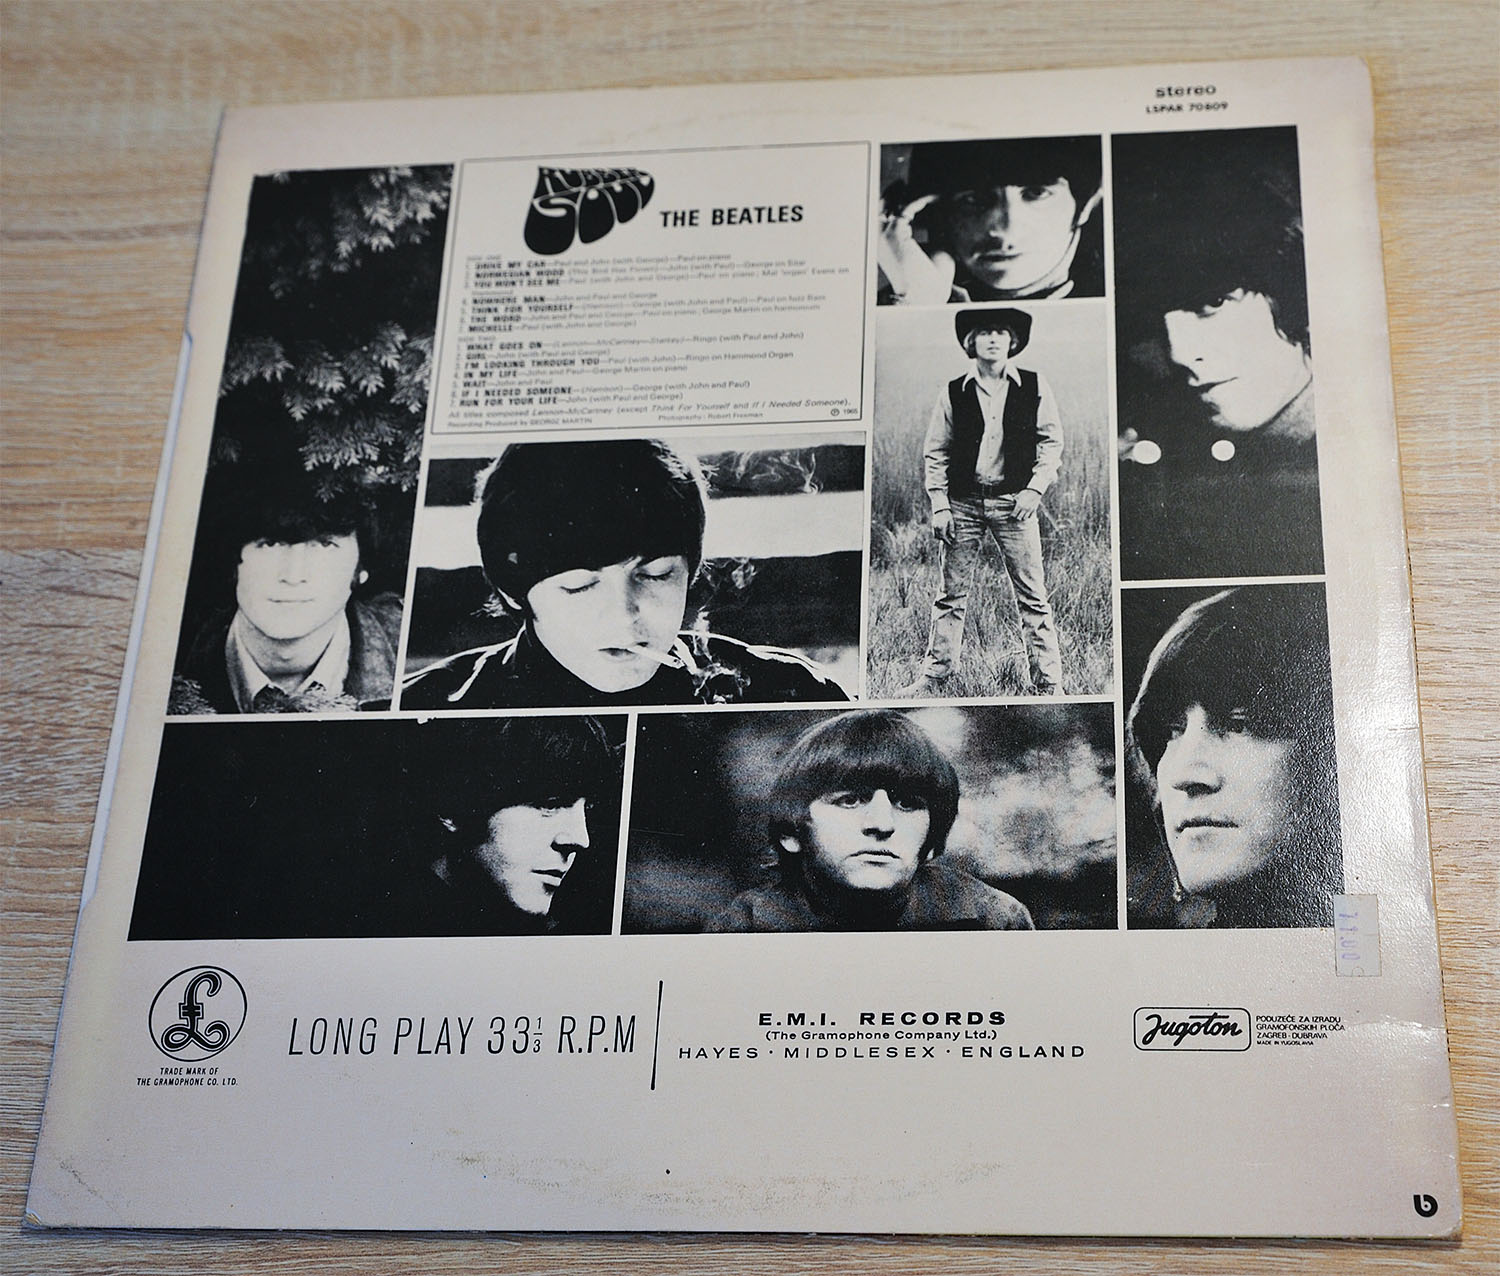 stereo
LSPAR 70809
RUBBER
SOUL
THE BEATLES
SIDE ONE
1. DRIVE MY CAR—Paul and John (with George)—Paul on piano
2. NORWEGIAN WOOD (This Bird Has Flown)—John (with Paul)—George on Sitar
3. YOU WON'T SEE ME—Paul (with John and George)—Paul on piano; Mal 'organ' Evans on
Hammond
4. NOWHERE MAN—John and Paul and George
5. THINK FOR YOURSELF—(Harrison)—George (with John and Paul)—Paul on fuzz Bass
6. THE WORD—John and Paul and George—Paul on piano; George Martin on harmonium
7. MICHELLE—Paul (with John and George)
SIDE TWO
1. WHAT GOES ON—(Lennon-McCartney-Starkey)—Ringo (with Paul and John)
2. GIRL—John (with Paul and George)
3. I'M LOOKING THROUGH YOU—Paul (with John)—Ringo on Hammond Organ
4. IN MY LIFE—John and Paul—George Martin on piano
5. WAIT—John and Paul
6. IF I NEEDED SOMEONE—(Harrison)—George (with John and Paul)
7. RUN FOR YOUR LIFE—John (with Paul and George)
All titles composed Lennon-McCartney (except Think For Yourself and If I Needed Someone).
Recording Produced by GEORGE MARTIN Photography: Robert Freeman ℗ 1965
£
TRADE MARK OF
THE GRAMOPHONE CO. LTD.
LONG PLAY 33⅓ R.P.M
E.M.I. RECORDS
(The Gramophone Company Ltd.)
HAYES · MIDDLESEX · ENGLAND
Jugoton
PODUZEĆE ZA IZRADU
GRAMOFONSKIH PLOČA
ZAGREB - DUBRAVA
MADE IN YUGOSLAVIA
b